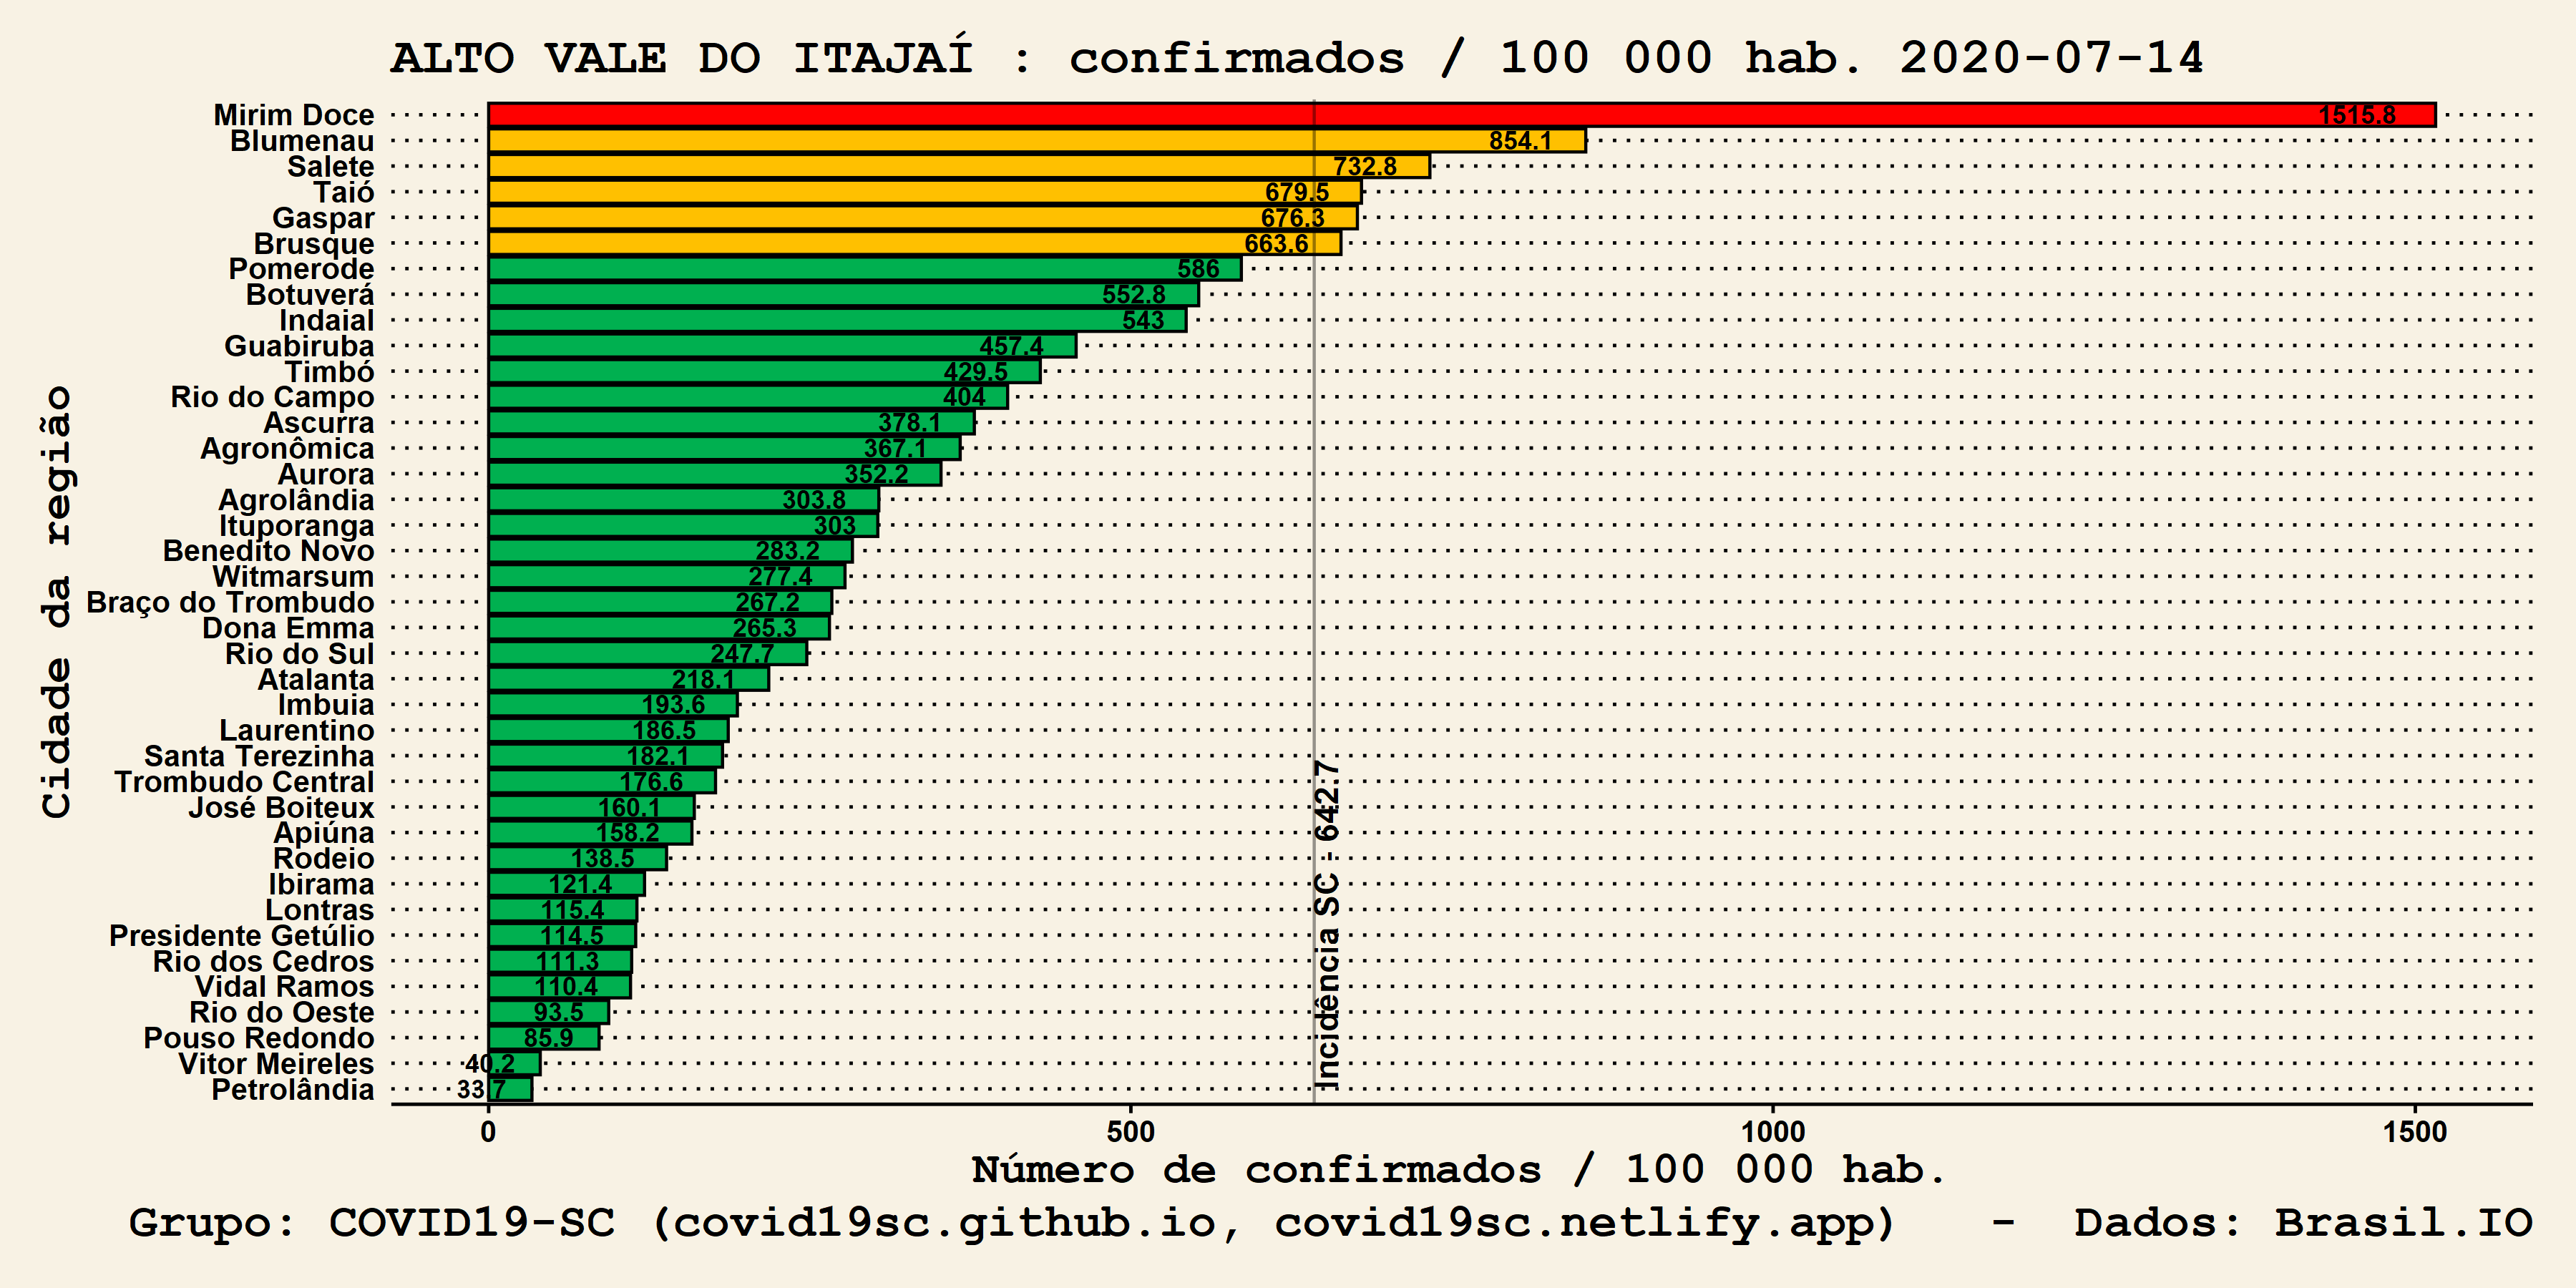 ALTO VALE DO ITAJAÍ : confirmados / 100 000 hab. 2020-07-14
Cidade da região
Mirim Doce 1515.8
Blumenau 854.1
Salete 732.8
Taió 679.5
Gaspar 676.3
Brusque 663.6
Pomerode 586
Botuverá 552.8
Indaial 543
Guabiruba 457.4
Timbó 429.5
Rio do Campo 404
Ascurra 378.1
Agronômica 367.1
Aurora 352.2
Agrolândia 303.8
Ituporanga 303
Benedito Novo 283.2
Witmarsum 277.4
Braço do Trombudo 267.2
Dona Emma 265.3
Rio do Sul 247.7
Atalanta 218.1
Imbuia 193.6
Laurentino 186.5
Santa Terezinha 182.1
Trombudo Central 176.6
José Boiteux 160.1
Apiúna 158.2
Rodeio 138.5
Ibirama 121.4
Lontras 115.4
Presidente Getúlio 114.5
Rio dos Cedros 111.3
Vidal Ramos 110.4
Rio do Oeste 93.5
Pouso Redondo 85.9
Vitor Meireles 40.2
Petrolândia 33.7
Incidência SC - 642.7
0 500 1000 1500
Número de confirmados / 100 000 hab.
Grupo: COVID19-SC (covid19sc.github.io, covid19sc.netlify.app) - Dados: Brasil.IO